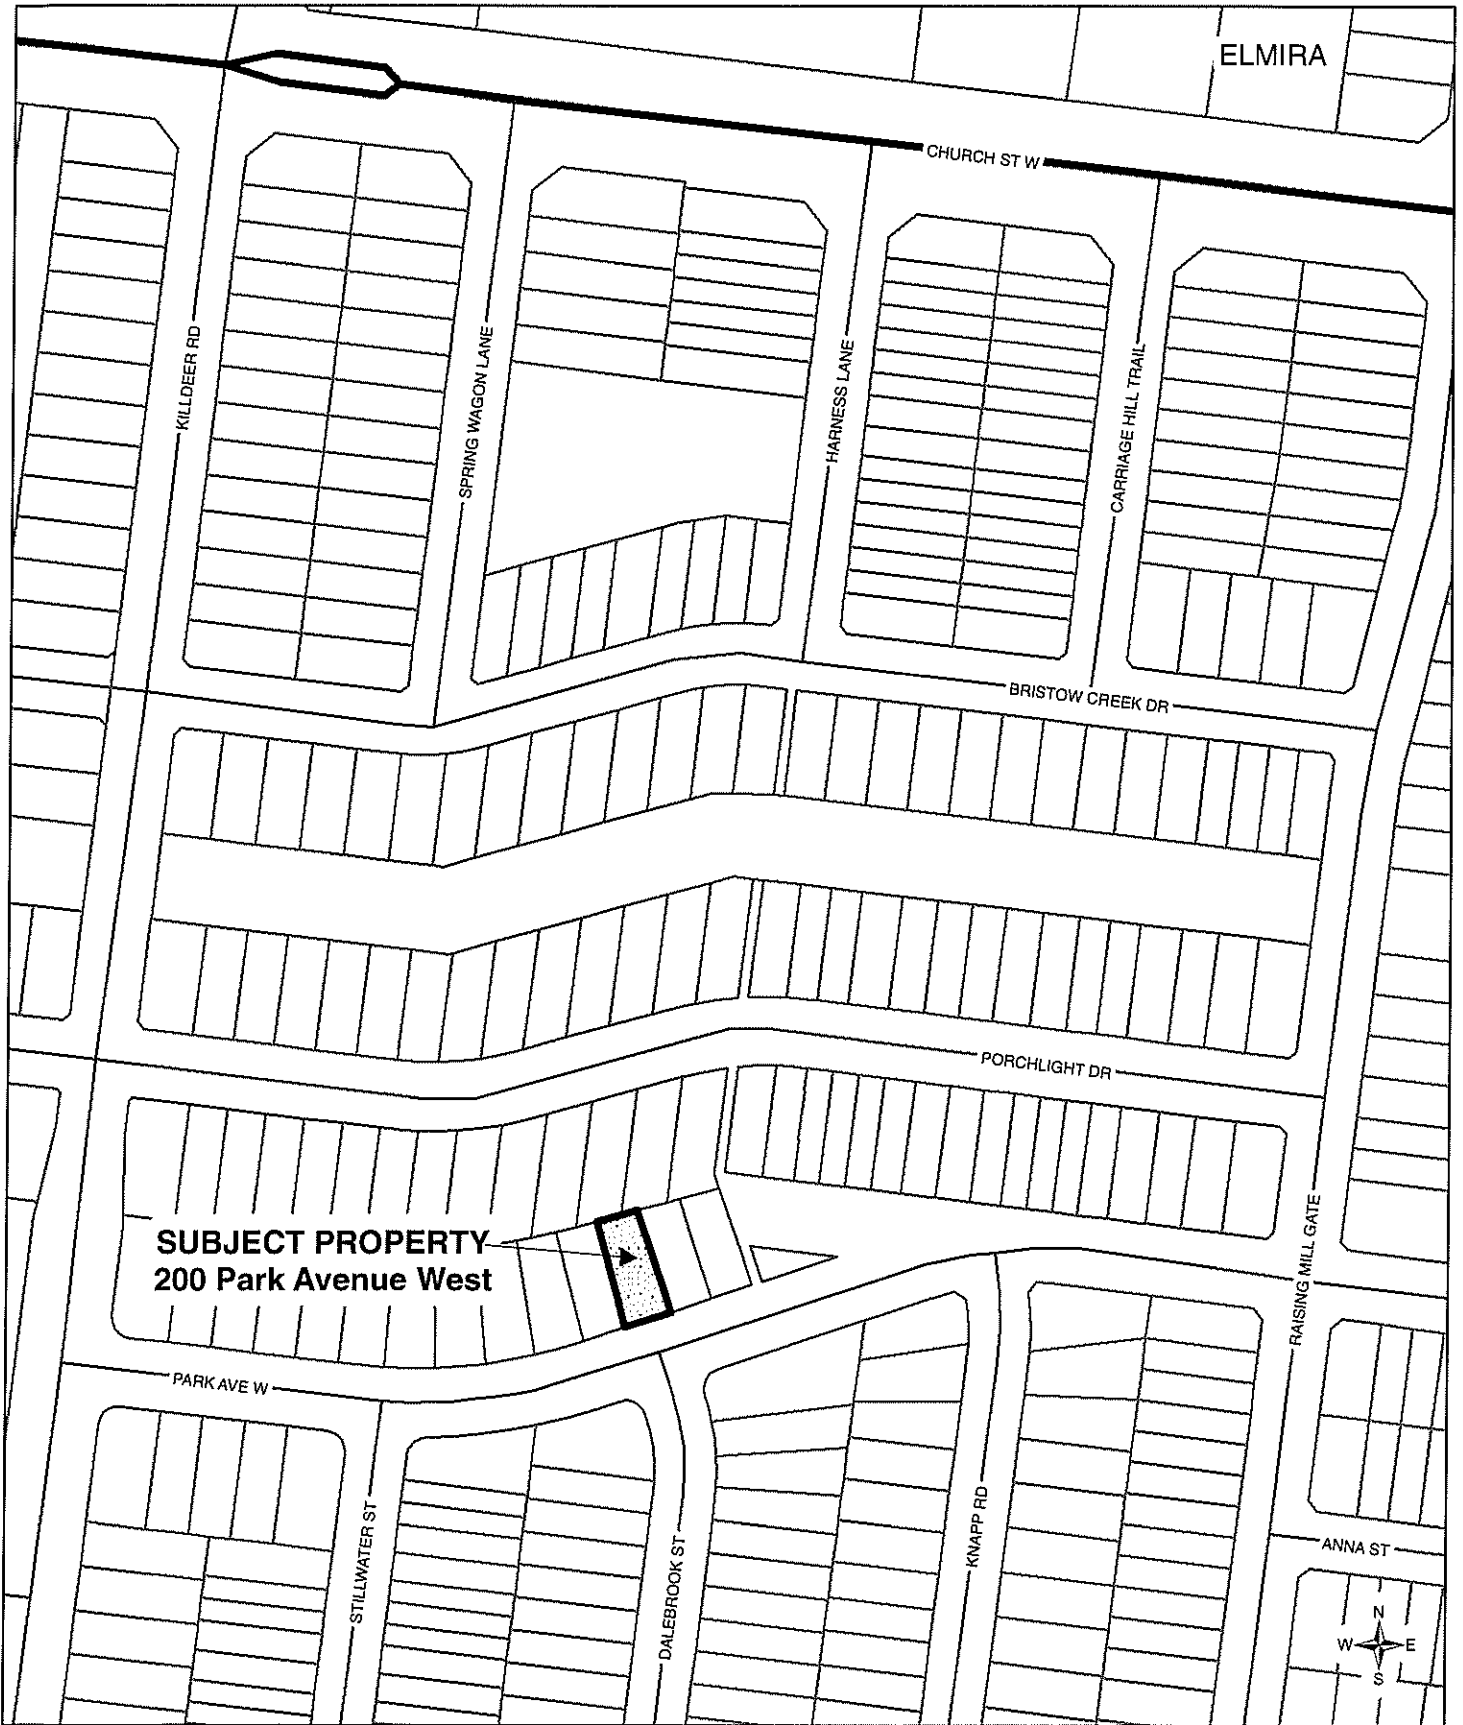 ELMIRA
CHURCH ST W
KILLDEER RD
SPRING WAGON LANE
HARNESS LANE
CARRIAGE HILL TRAIL
BRISTOW CREEK DR
PORCHLIGHT DR
SUBJECT PROPERTY
200 Park Avenue West
RAISING MILL GATE
PARK AVE W
STILLWATER ST
DALEBROOK ST
KNAPP RD
ANNA ST
N
W E
S